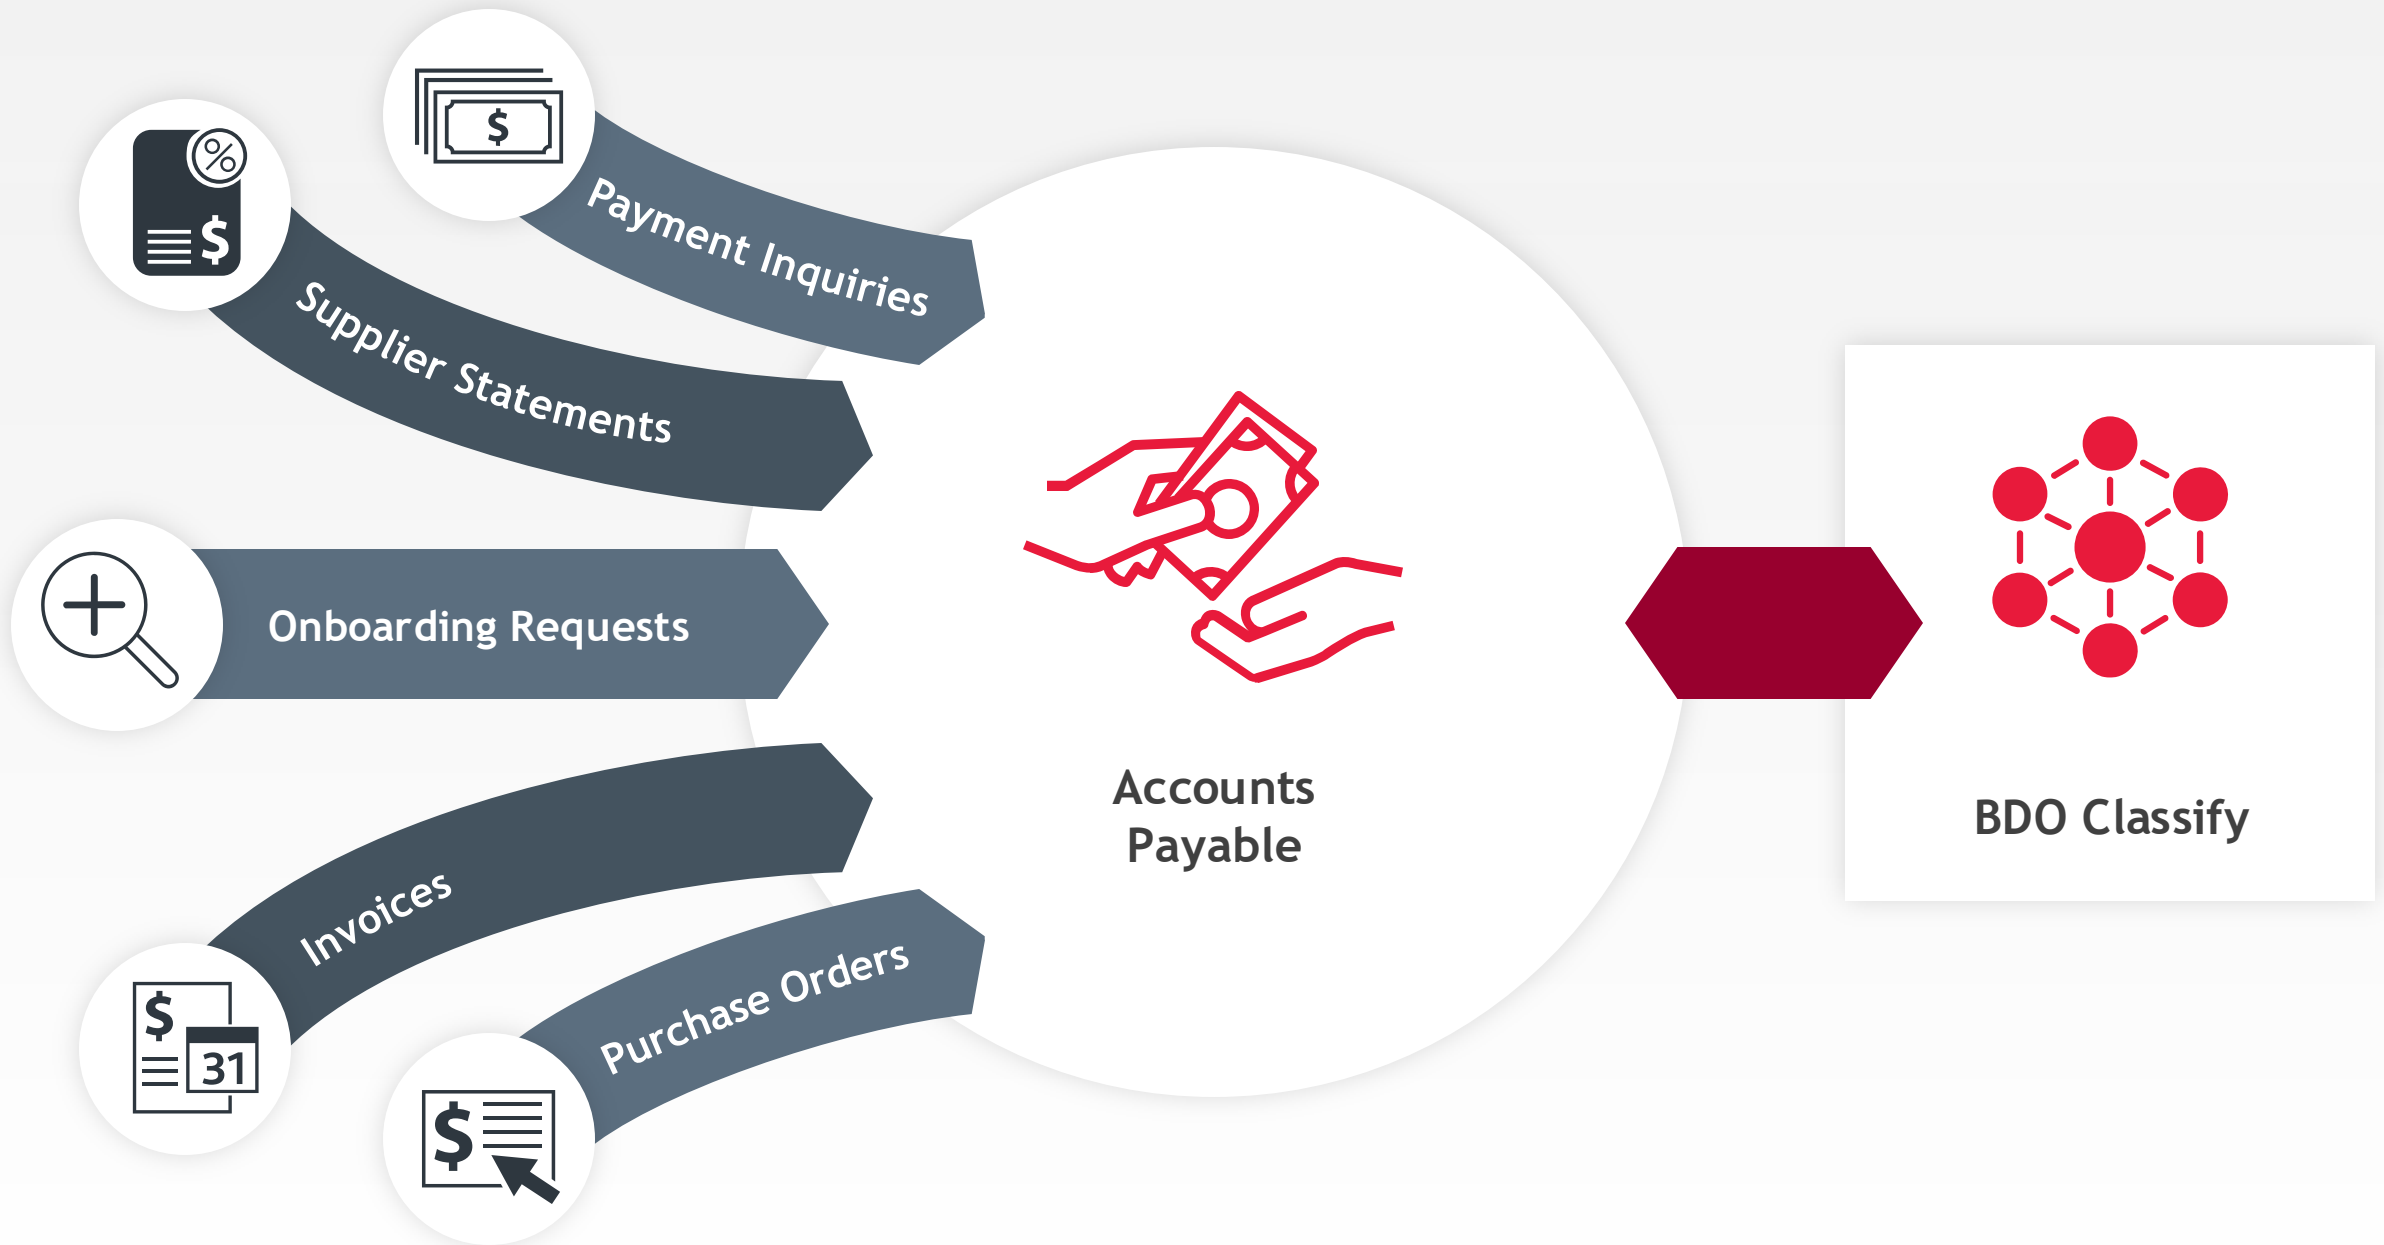 $
Payment Inquiries
%
$
Supplier Statements
Onboarding Requests
Accounts
Payable
BDO Classify
Invoices
$
31
Purchase Orders
$